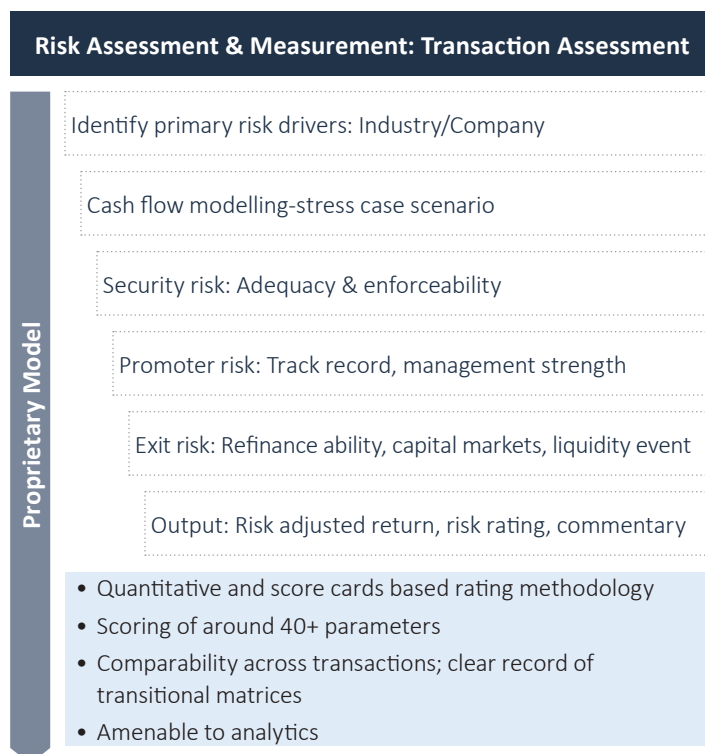 Risk Assessment & Measurement: Transaction Assessment
Proprietary Model
Identify primary risk drivers: Industry/Company
Cash flow modelling-stress case scenario
Security risk: Adequacy & enforceability
Promoter risk: Track record, management strength
Exit risk: Refinance ability, capital markets, liquidity event
Output: Risk adjusted return, risk rating, commentary
• Quantitative and score cards based rating methodology
• Scoring of around 40+ parameters
• Comparability across transactions; clear record of
transitional matrices
• Amenable to analytics